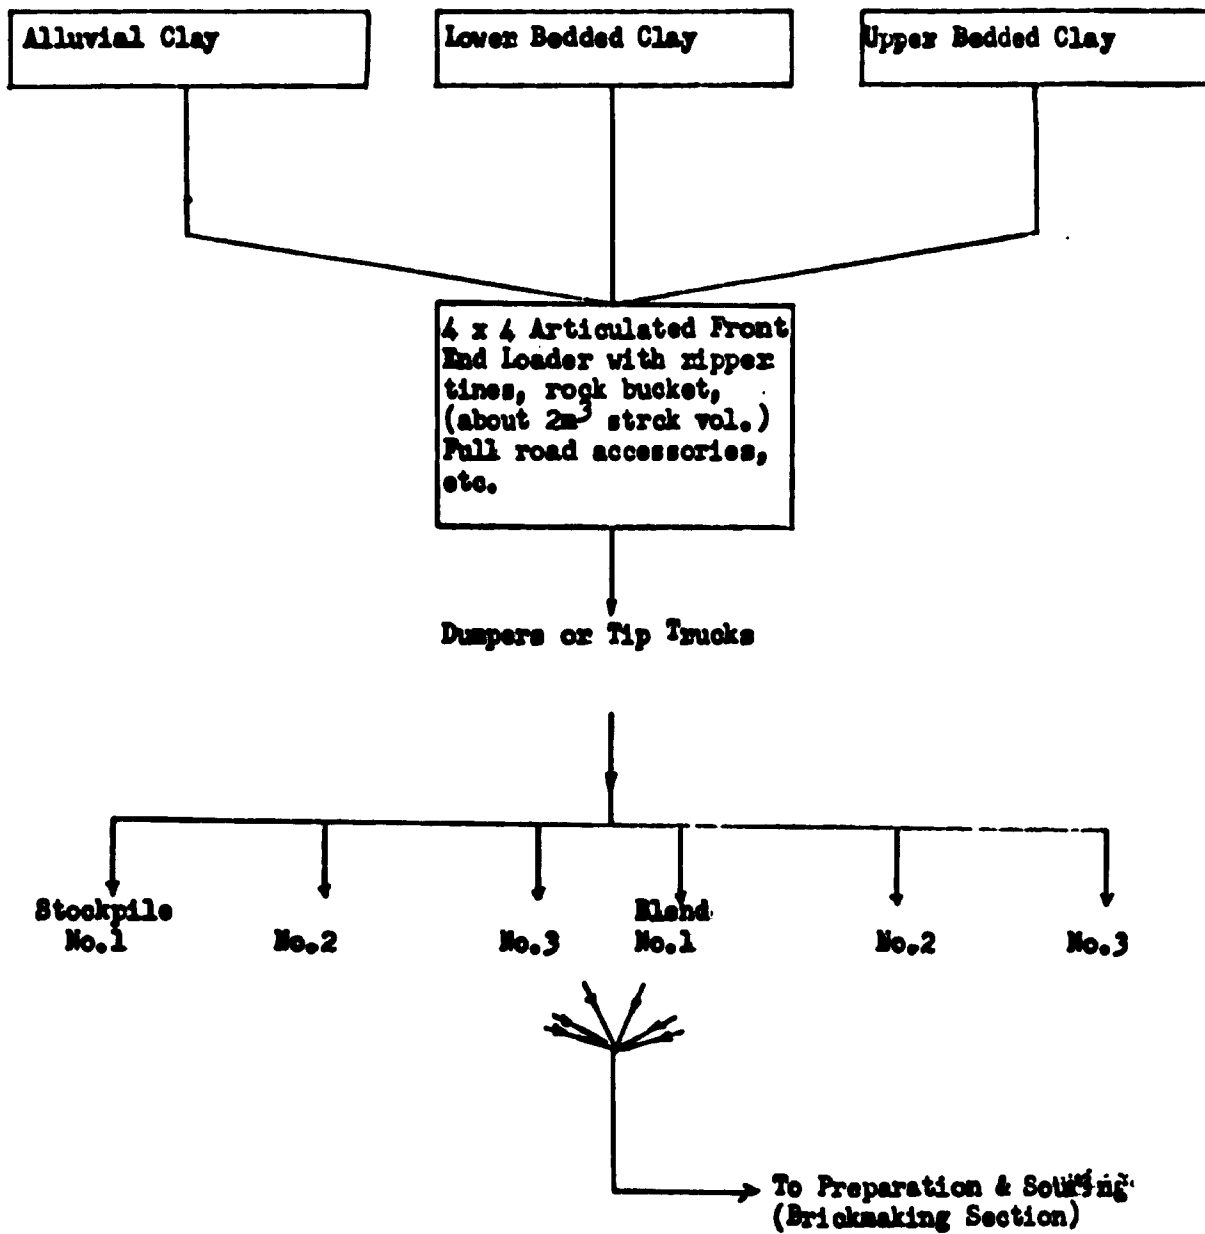 Alluvial Clay
Lower Bedded Clay
Upper Bedded Clay
4 x 4 Articulated Front
End Loader with ripper
tines, rock bucket,
(about 2m³ strck vol.)
Full road accessories,
etc.
Dumpers or Tip Trucks
Stockpile
No.1
No.2
No.3
Blend
No.1
No.2
No.3
To Preparation &
(Brickmaking Section)